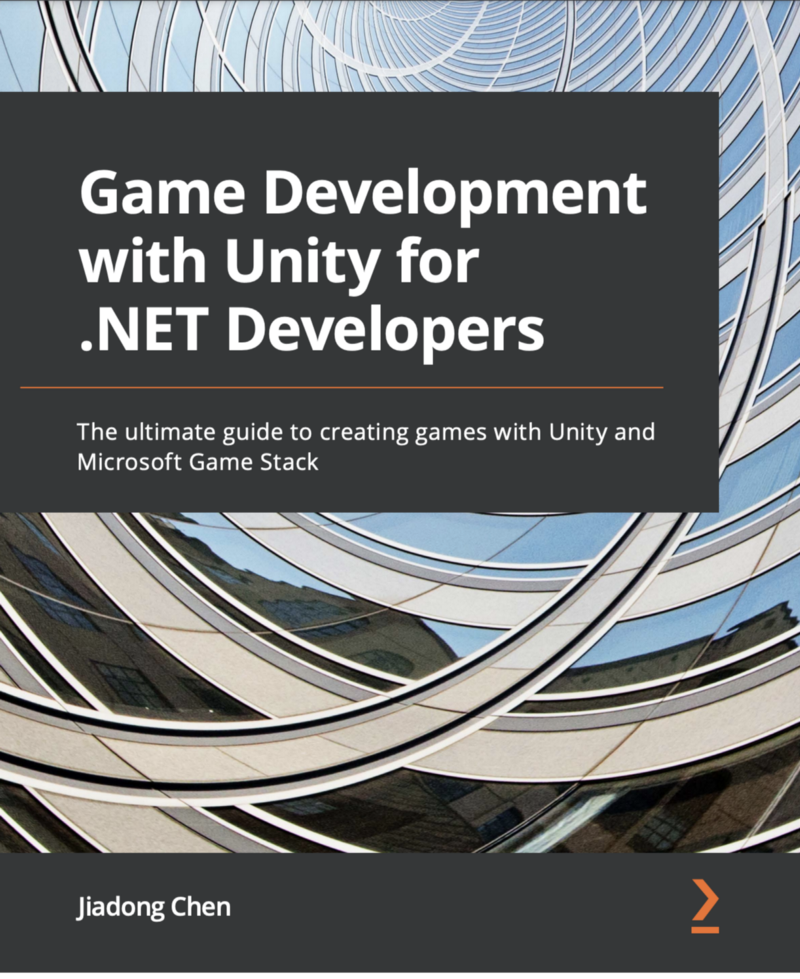 Game Development
with Unity for
.NET Developers
The ultimate guide to creating games with Unity and
Microsoft Game Stack
Jiadong Chen